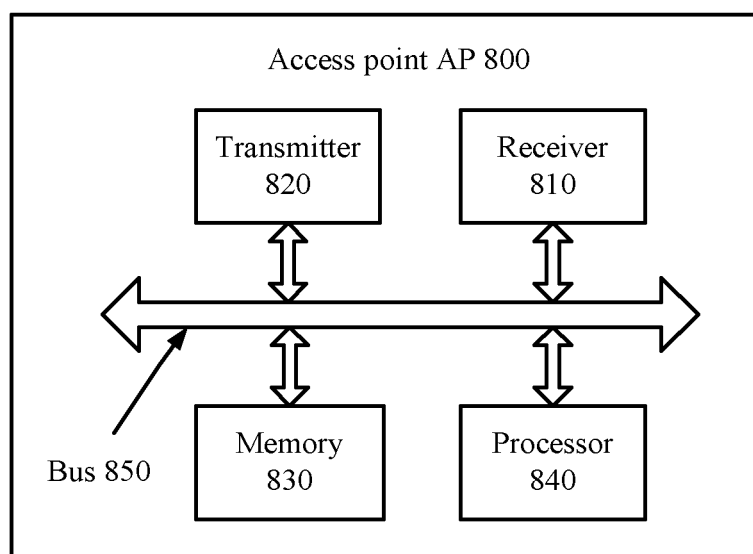 Access point AP 800
Transmitter
820
Receiver
810
Bus 850
Memory
830
Processor
840